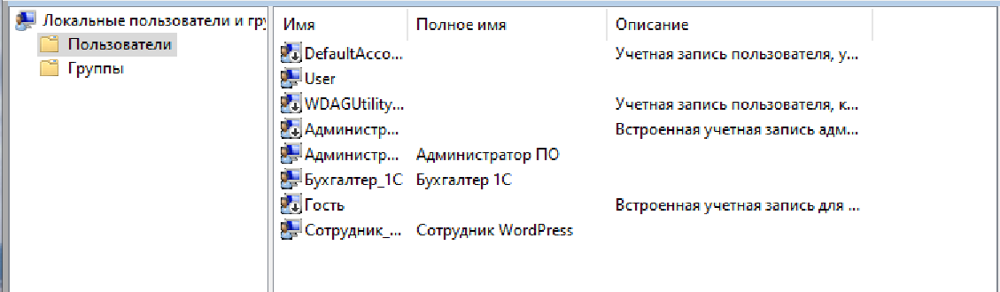 Локальные пользователи и гру
Пользователи
Группы
Имя Полное имя Описание
DefaultAcco... Учетная запись пользователя, у...
User
WDAGUtility... Учетная запись пользователя, к...
Администр... Встроенная учетная запись адм...
Администр... Администратор ПО
Бухгалтер_1С Бухгалтер 1С
Гость Встроенная учетная запись для ...
Сотрудник_... Сотрудник WordPress